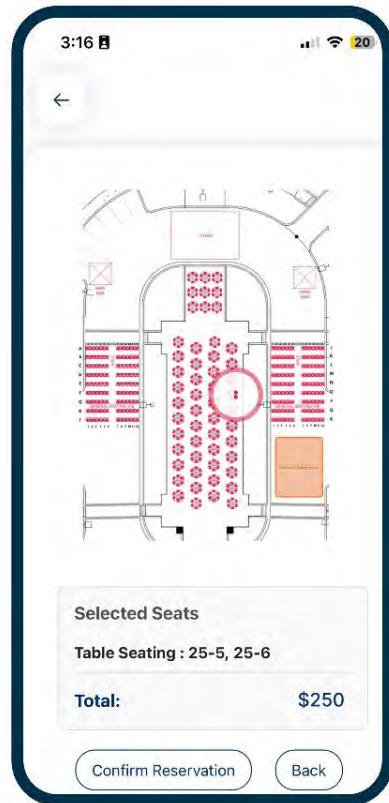 3:16
20
Selected Seats
Table Seating : 25-5, 25-6
Total: $250
Confirm Reservation
Back